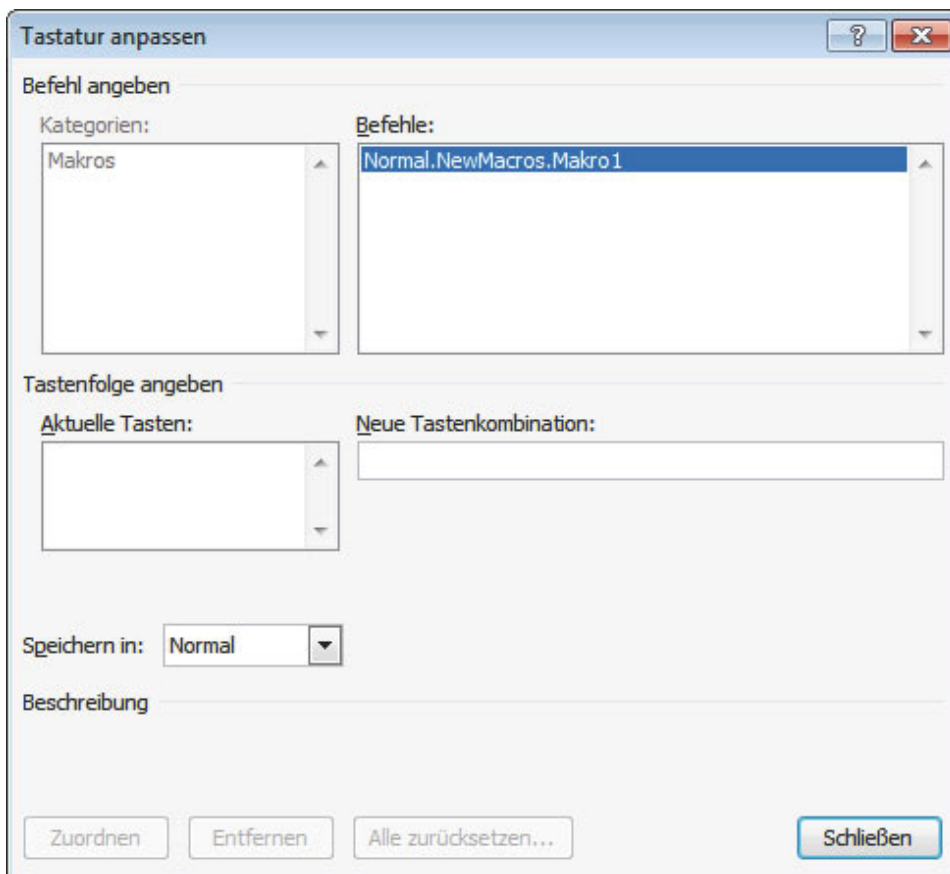 Tastatur anpassen
Befehl angeben
Kategorien:
Befehle:
Makros
Normal.NewMacros.Makro1
Tastenfolge angeben
Aktuelle Tasten:
Neue Tastenkombination:
Speichern in: Normal
Beschreibung
Zuordnen Entfernen Alle zurücksetzen... Schließen